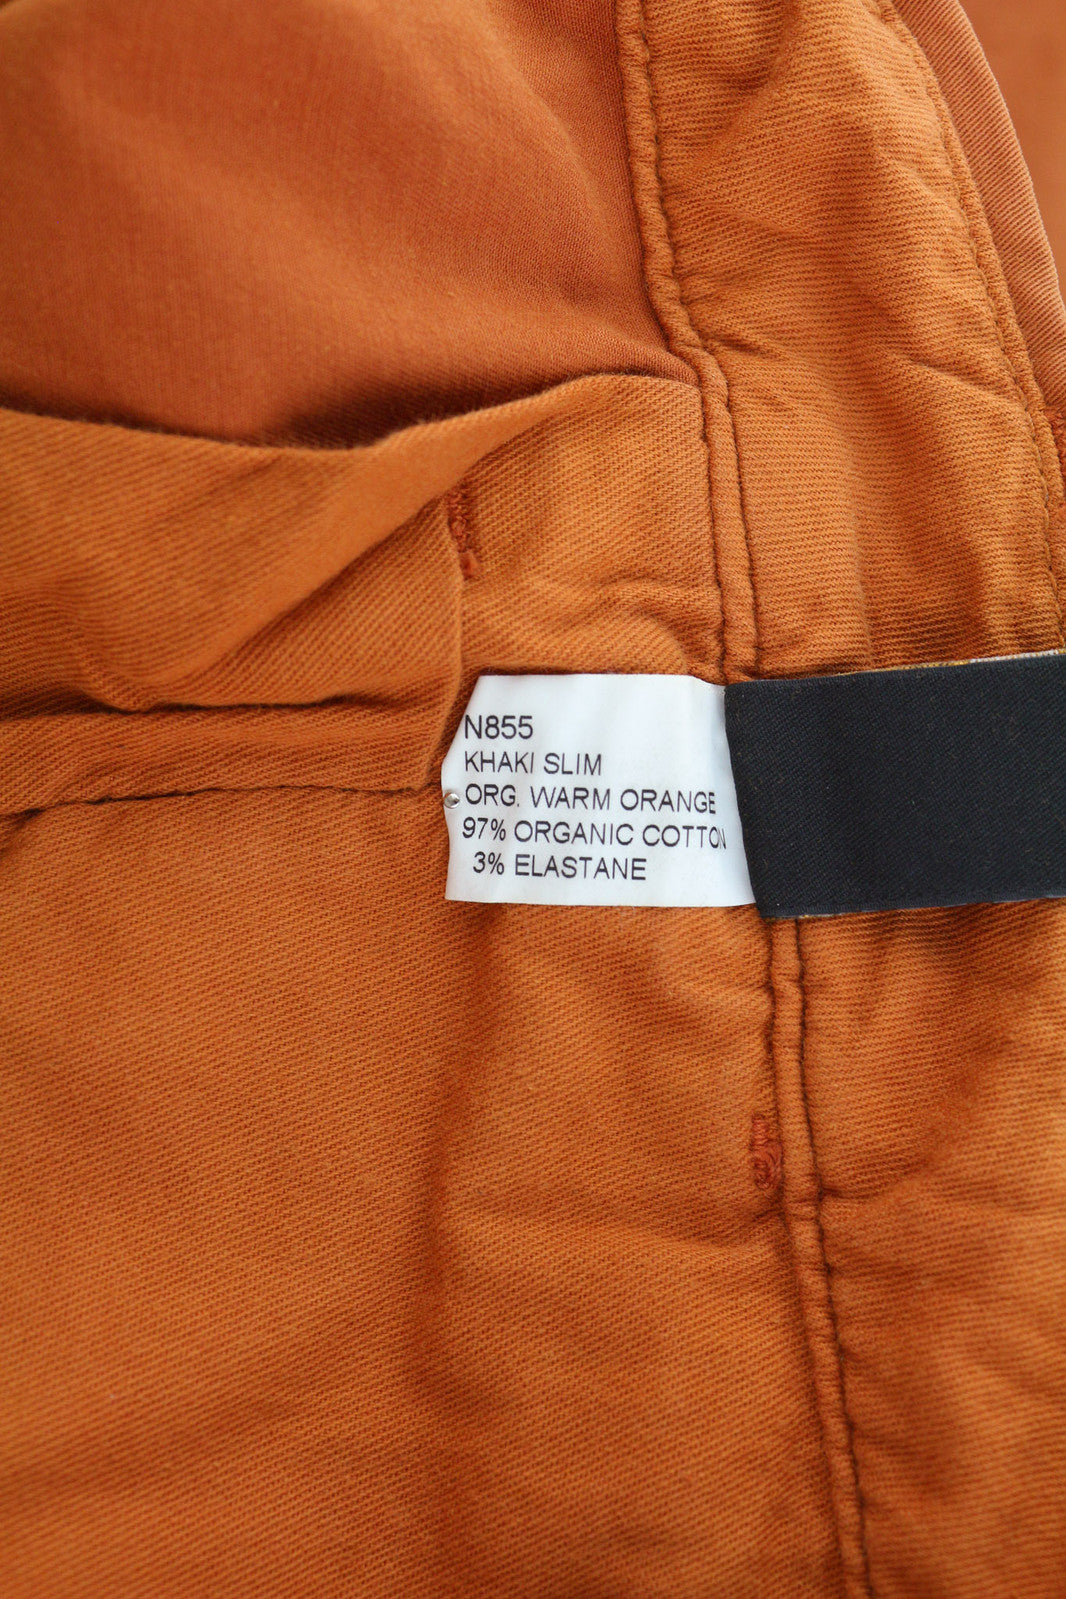 N855
KHAKI SLIM
ORG. WARM ORANGE
97% ORGANIC COTTON
3% ELASTANE